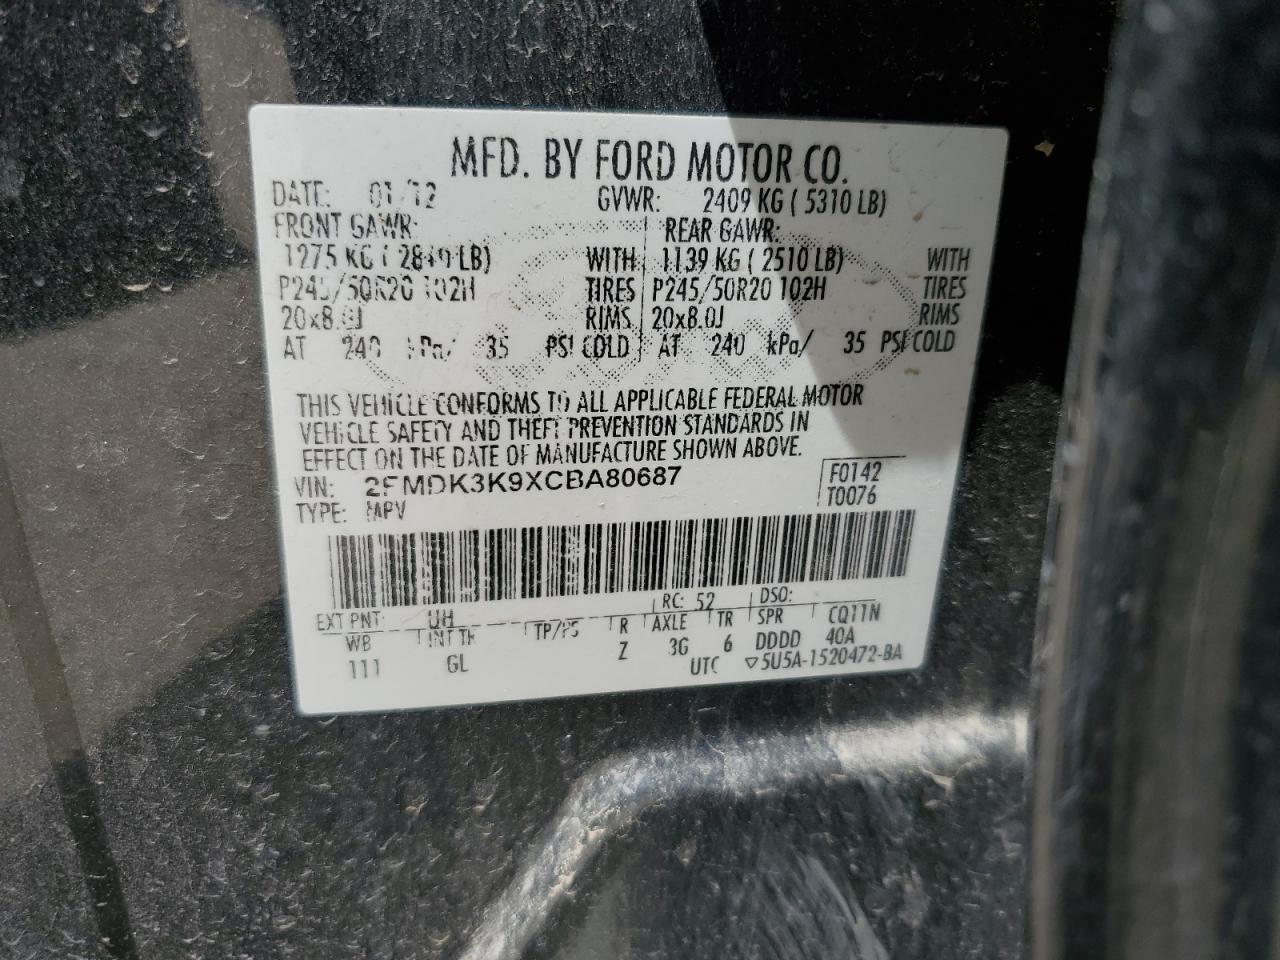 MFD. BY FORD MOTOR CO.
DATE: 01/12 GVWR: 2409 KG ( 5310 LB)
FRONT GAWR: REAR GAWR:
1275 KG ( 2810 LB) WITH 1139 KG ( 2510 LB) WITH
P245/50R20 102H TIRES P245/50R20 102H TIRES
20x8.0J RIMS 20x8.0J RIMS
AT 240 kPa/ 35 PSI COLD AT 240 kPa/ 35 PSI COLD
THIS VEHICLE CONFORMS TO ALL APPLICABLE FEDERAL MOTOR
VEHICLE SAFETY AND THEFT PREVENTION STANDARDS IN
EFFECT ON THE DATE OF MANUFACTURE SHOWN ABOVE.
VIN: 2FMDK3K9XCBA80687 F0142
TYPE: MPV T0076
EXT PNT: UH RC: 52 DSO:
WB INT TR TP/PS R AXLE TR SPR CQ11N
111 GL Z 3G 6 DDDD 40A
UTC ▽5U5A-1520472-BA